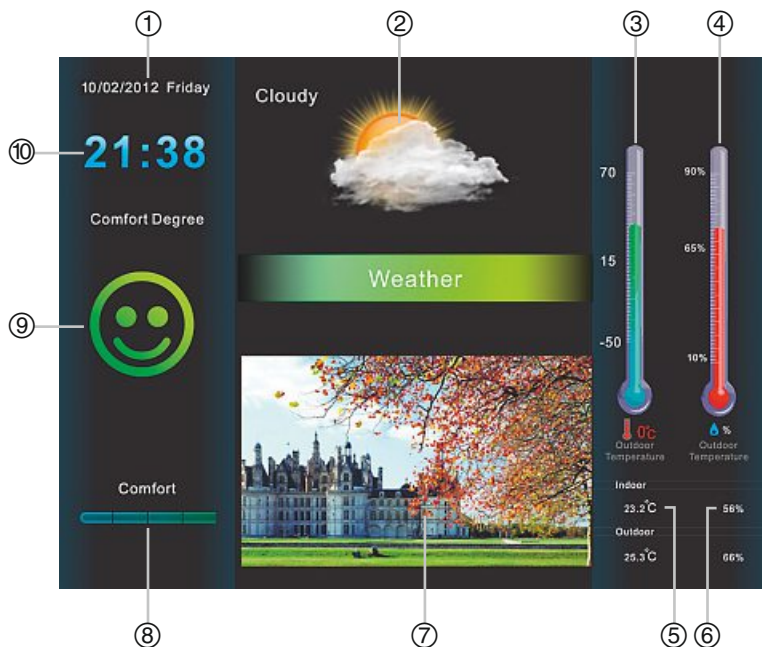 ① ② ③ ④
10/02/2012 Friday
Cloudy
⑩
21:38
70
90%
Comfort Degree
65%
15
Weather
⑨
-50
10%
0°C
%
Outdoor Temperature
Outdoor Temperature
Indoor
Comfort
23.2°C
⑤ ⑥
56%
Outdoor
25.3°C
66%
⑧ ⑦